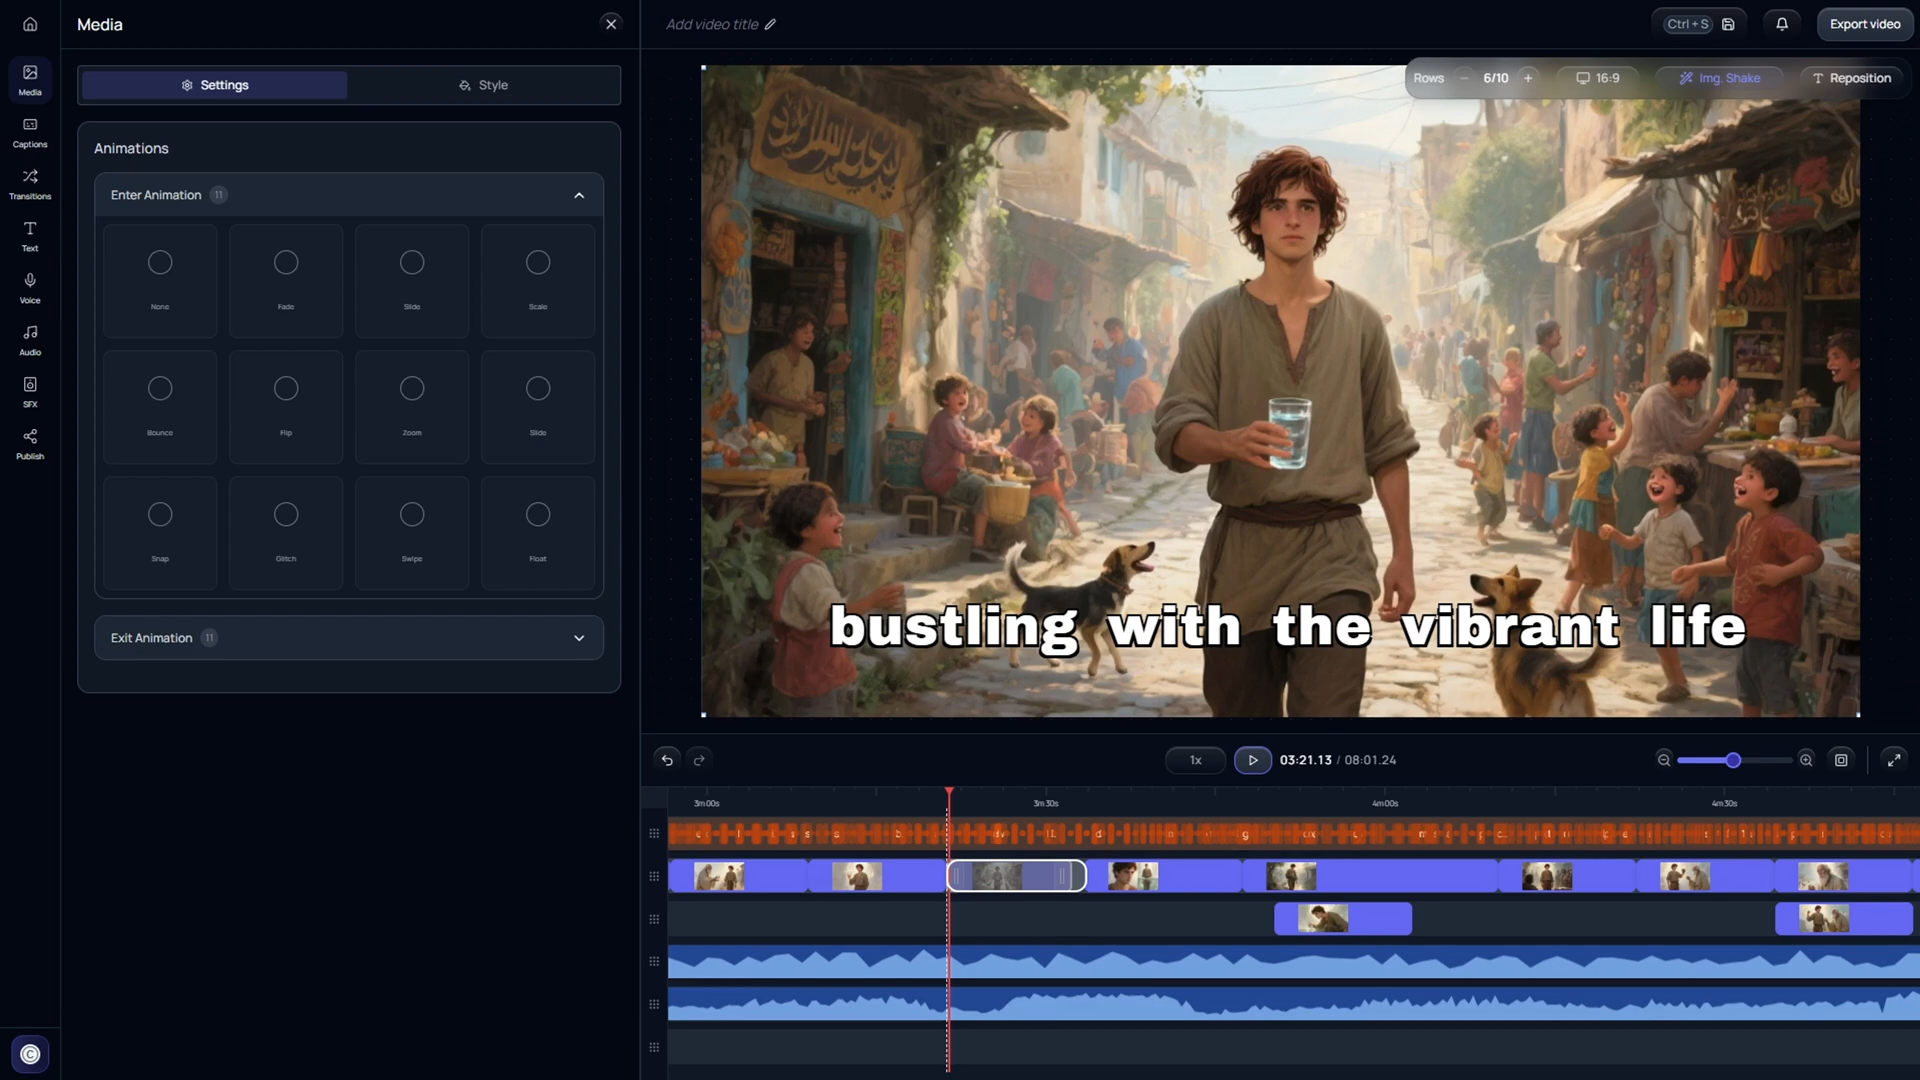 Media
Add video title
Ctrl + S
Export video
Settings
Style
Rows
6/10
16:9
Img. Shake
Reposition
Media
Captions
Transitions
Text
Voice
Audio
SFX
Publish
Animations
Enter Animation 11
None
Fade
Slide
Scale
Bounce
Flip
Zoom
Slide
Snap
Glitch
Swipe
Float
Exit Animation 11
bustling with the vibrant life
1x
03:21.13 / 08:01.24
3m00s
3m30s
4m00s
4m30s